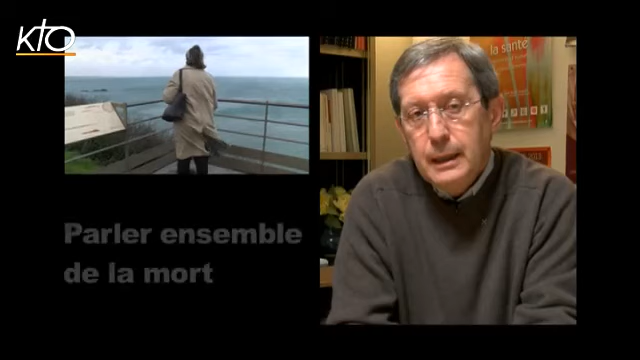 KTO
la santé
Parler ensemble
de la mort